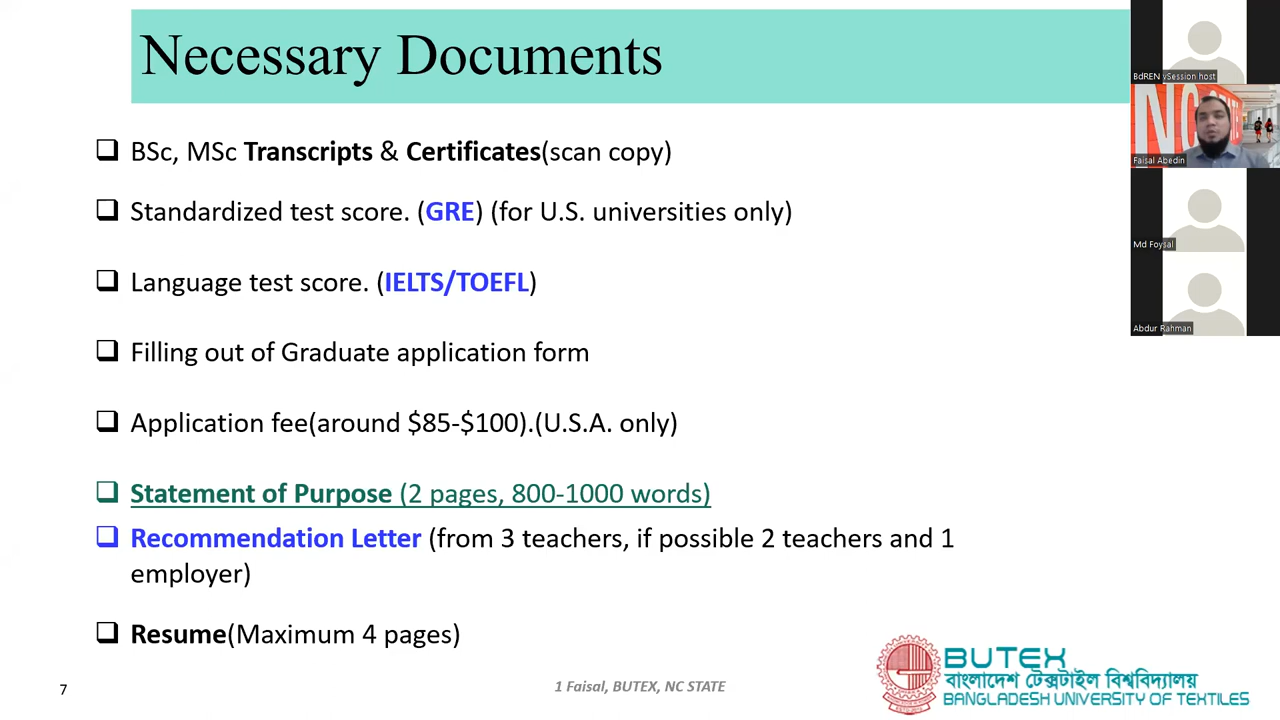 Necessary Documents
BSc, MSc Transcripts & Certificates(scan copy)
Standardized test score. (GRE) (for U.S. universities only)
Language test score. (IELTS/TOEFL)
Filling out of Graduate application form
Application fee(around $85-$100).(U.S.A. only)
Statement of Purpose (2 pages, 800-1000 words)
Recommendation Letter (from 3 teachers, if possible 2 teachers and 1
employer)
Resume(Maximum 4 pages)
7
1 Faisal, BUTEX, NC STATE
BUTEX
বাংলাদেশ টেক্সটাইল বিশ্ববিদ্যালয়
BANGLADESH UNIVERSITY OF TEXTILES
BdREN
Session host
NC
Faisal Abedin
Md Foysal
Abdur Rahman